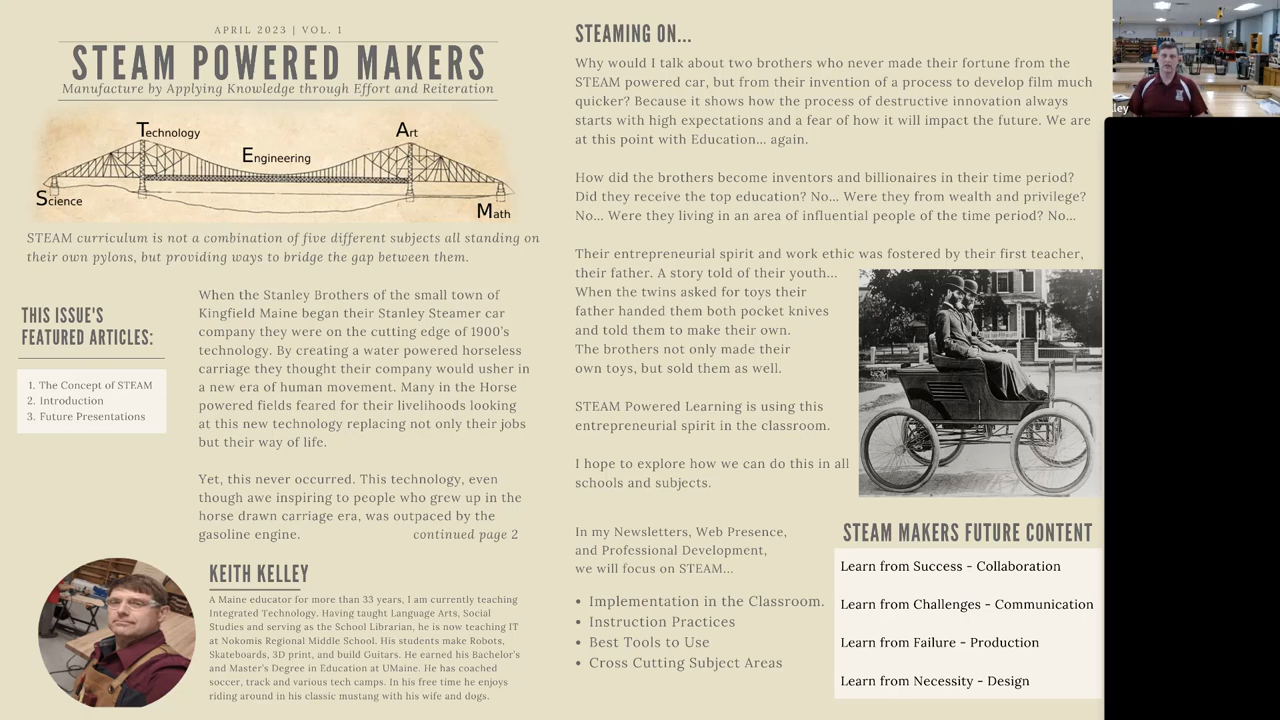 APRIL 2023 | VOL. 1
STEAM POWERED MAKERS
Manufacture by Applying Knowledge through Effort and Reiteration
Technology
Art
Engineering
Science
Math
STEAM curriculum is not a combination of five different subjects all standing on
their own pylons, but providing ways to bridge the gap between them.
THIS ISSUE'S
FEATURED ARTICLES:
1. The Concept of STEAM
2. Introduction
3. Future Presentations
When the Stanley Brothers of the small town of
Kingfield Maine began their Stanley Steamer car
company they were on the cutting edge of 1900's
technology. By creating a water powered horseless
carriage they thought their company would usher in
a new era of human movement. Many in the Horse
powered fields feared for their livelihoods looking
at this new technology replacing not only their jobs
but their way of life.
Yet, this never occurred. This technology, even
though awe inspiring to people who grew up in the
horse drawn carriage era, was outpaced by the
gasoline engine. continued page 2
KEITH KELLEY
A Maine educator for more than 33 years, I am currently teaching
Integrated Technology. Having taught Language Arts, Social
Studies and serving as the School Librarian, he is now teaching IT
at Nokomis Regional Middle School. His students make Robots,
Skateboards, 3D print, and build Guitars. He earned his Bachelor's
and Master's Degree in Education at UMaine. He has coached
soccer, track and various tech camps. In his free time he enjoys
riding around in his classic mustang with his wife and dogs.
STEAMING ON...
Why would I talk about two brothers who never made their fortune from the
STEAM powered car, but from their invention of a process to develop film much
quicker? Because it shows how the process of destructive innovation always
starts with high expectations and a fear of how it will impact the future. We are
at this point with Education... again.
How did the brothers become inventors and billionaires in their time period?
Did they receive the top education? No... Were they from wealth and privilege?
No... Were they living in an area of influential people of the time period? No...
Their entrepreneurial spirit and work ethic was fostered by their first teacher,
their father. A story told of their youth...
When the twins asked for toys their
father handed them both pocket knives
and told them to make their own.
The brothers not only made their
own toys, but sold them as well.
STEAM Powered Learning is using this
entrepreneurial spirit in the classroom.
I hope to explore how we can do this in all
schools and subjects.
In my Newsletters, Web Presence,
and Professional Development,
we will focus on STEAM...
• Implementation in the Classroom.
• Instruction Practices
• Best Tools to Use
• Cross Cutting Subject Areas
STEAM MAKERS FUTURE CONTENT
Learn from Success - Collaboration
Learn from Challenges - Communication
Learn from Failure - Production
Learn from Necessity - Design
ley